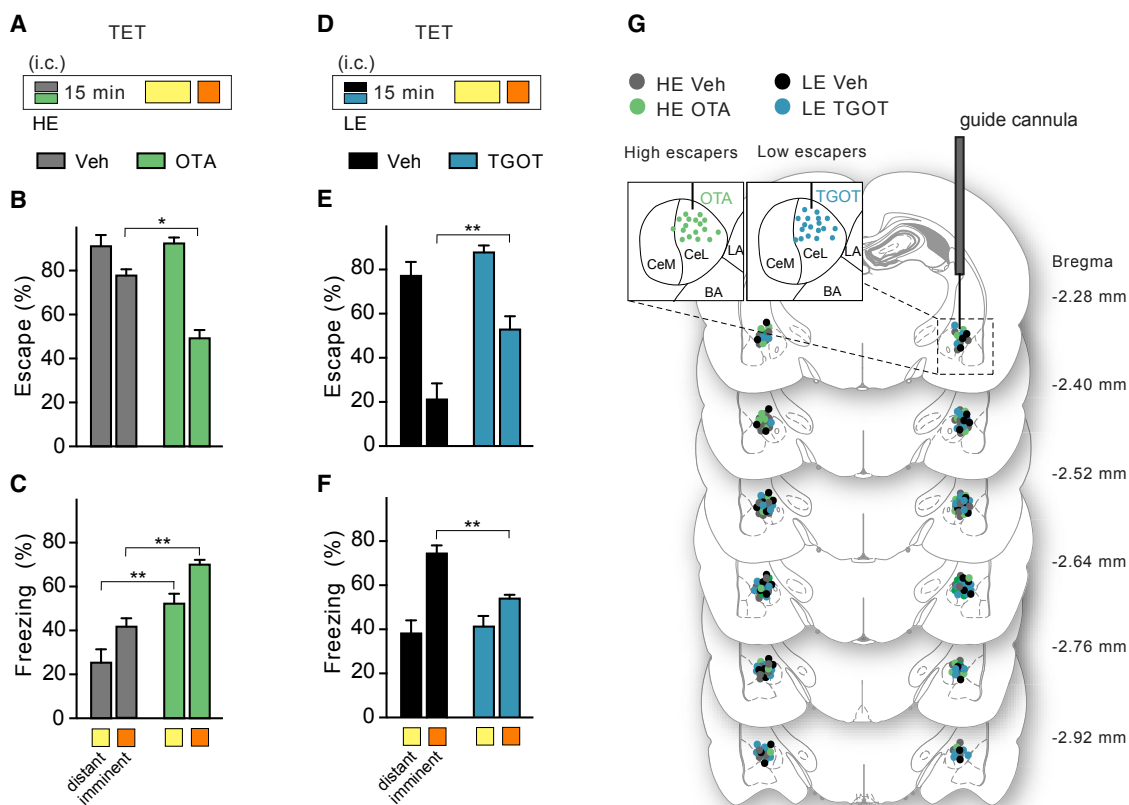 A
TET
(i.c.)
15 min
HE
Veh
OTA
B
*
Escape (%)
80
60
40
20
0
C
**
**
Freezing (%)
80
60
40
20
0
distant
imminent
D
TET
(i.c.)
15 min
LE
Veh
TGOT
E
**
Escape (%)
80
60
40
20
0
F
**
Freezing (%)
80
60
40
20
0
distant
imminent
G
HE Veh
LE Veh
HE OTA
LE TGOT
guide cannula
High escapers
Low escapers
OTA
CeM
CeL
BA
LA
TGOT
CeM
CeL
BA
LA
Bregma
-2.28 mm
-2.40 mm
-2.52 mm
-2.64 mm
-2.76 mm
-2.92 mm